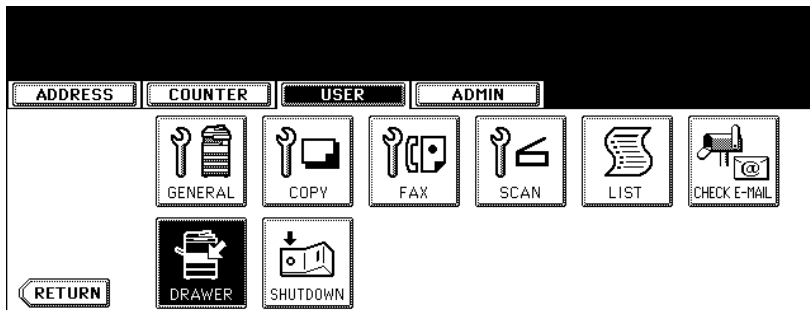 ADDRESS COUNTER USER ADMIN
GENERAL COPY FAX SCAN LIST CHECK E-MAIL
DRAWER SHUTDOWN
RETURN